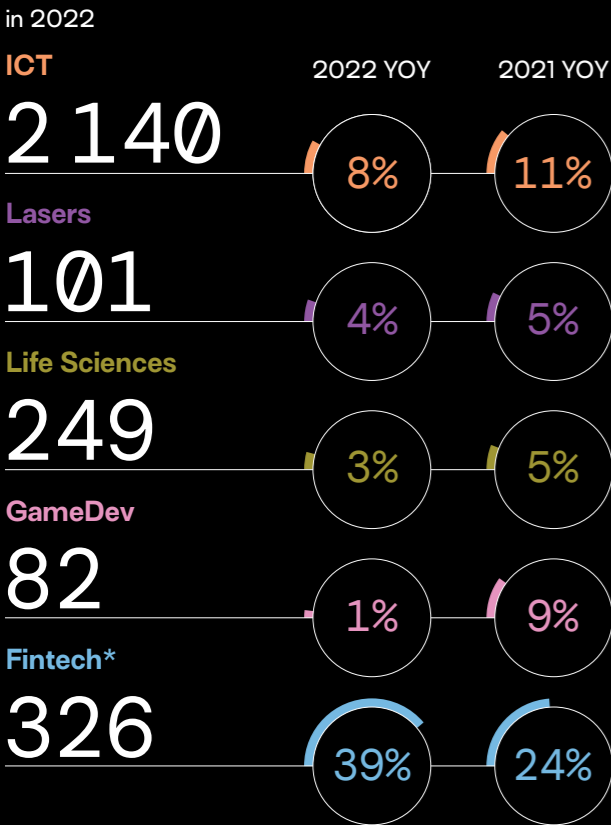 in 2022
ICT 2022 YOY 2021 YOY
2 140 8% 11%
Lasers
101 4% 5%
Life Sciences
249 3% 5%
GameDev
82 1% 9%
Fintech*
326 39% 24%